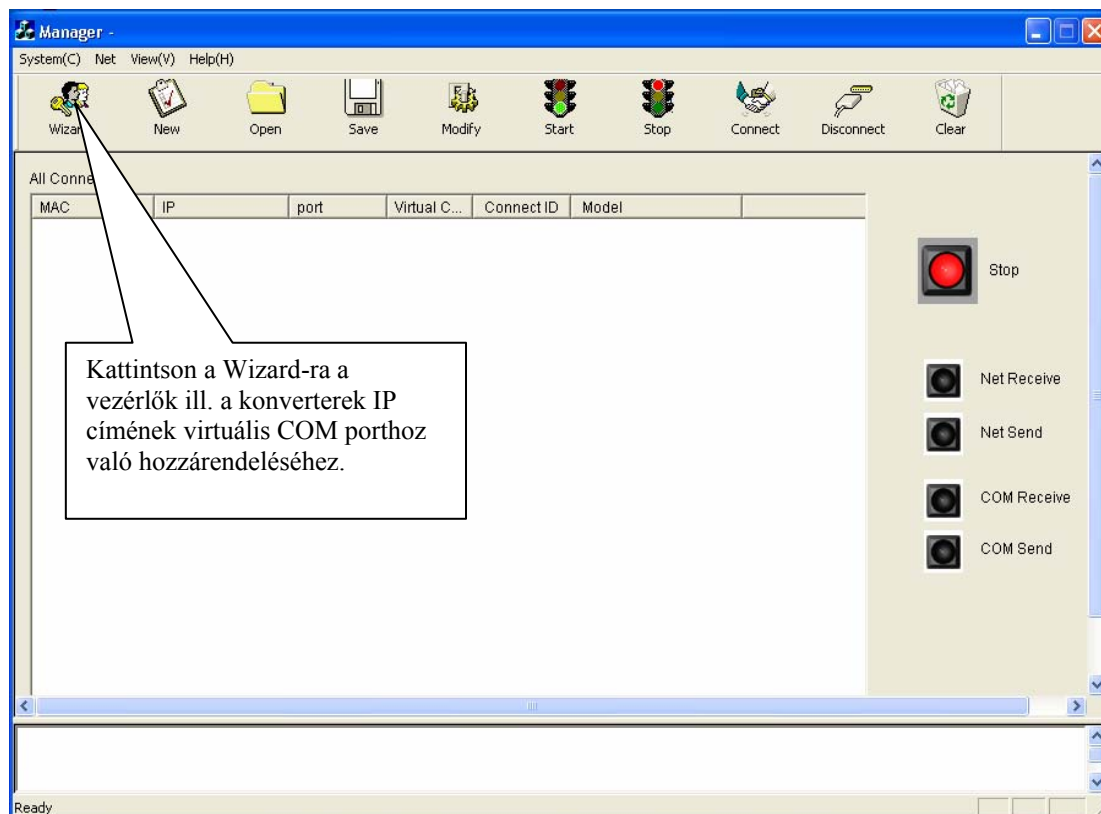 Manager -
System(C) Net View(V) Help(H)
Wizar New Open Save Modify Start Stop Connect Disconnect Clear
All Conne
MAC IP port Virtual C... Connect ID Model
Stop
Kattintson a Wizard-ra a
vezérlők ill. a konverterek IP
címének virtuális COM porthoz
való hozzárendeléséhez.
Net Receive
Net Send
COM Receive
COM Send
Ready